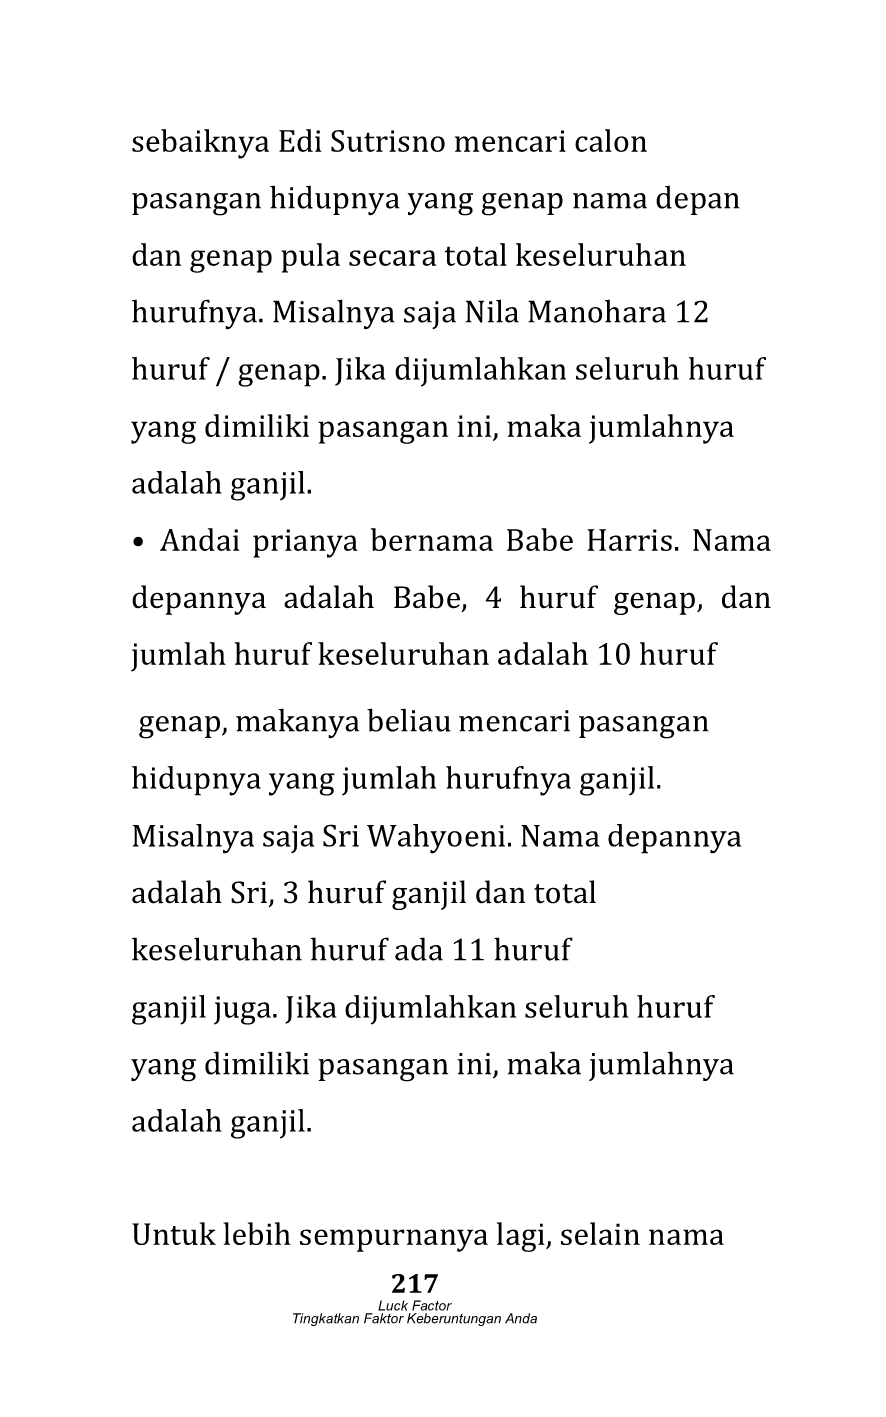 sebaiknya Edi Sutrisno mencari calon
pasangan hidupnya yang genap nama depan
dan genap pula secara total keseluruhan
hurufnya. Misalnya saja Nila Manohara 12
huruf / genap. Jika dijumlahkan seluruh huruf
yang dimiliki pasangan ini, maka jumlahnya
adalah ganjil.
• Andai prianya bernama Babe Harris. Nama
depannya adalah Babe, 4 huruf genap, dan
jumlah huruf keseluruhan adalah 10 huruf
genap, makanya beliau mencari pasangan
hidupnya yang jumlah hurufnya ganjil.
Misalnya saja Sri Wahyoeni. Nama depannya
adalah Sri, 3 huruf ganjil dan total
keseluruhan huruf ada 11 huruf
ganjil juga. Jika dijumlahkan seluruh huruf
yang dimiliki pasangan ini, maka jumlahnya
adalah ganjil.
Untuk lebih sempurnanya lagi, selain nama
217
Luck Factor
Tingkatkan Faktor Keberuntungan Anda